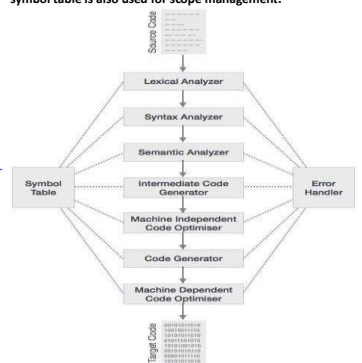 symbol table is also used for scope management.
Source Code
Lexical Analyzer
Syntax Analyzer
Semantic Analyzer
Symbol
Table
Intermediate Code
Generator
Error
Handler
Machine Independent
Code Optimiser
Code Generator
Machine Dependent
Code Optimiser
Target Code